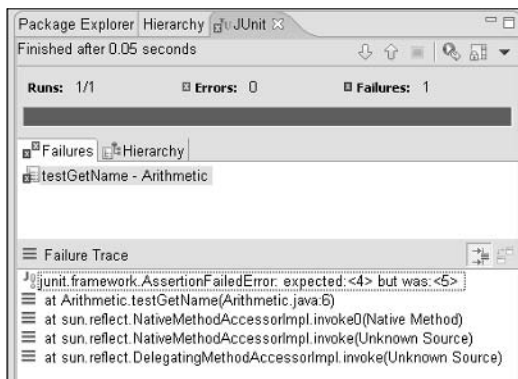 Package Explorer Hierarchy JUnit
Finished after 0.05 seconds
Runs: 1/1 Errors: 0 Failures: 1
Failures Hierarchy
testGetName - Arithmetic
Failure Trace
junit.framework.AssertionFailedError: expected:<4> but was:<5>
at Arithmetic.testGetName(Arithmetic.java:6)
at sun.reflect.NativeMethodAccessorImpl.invoke0(Native Method)
at sun.reflect.NativeMethodAccessorImpl.invoke(Unknown Source)
at sun.reflect.DelegatingMethodAccessorImpl.invoke(Unknown Source)